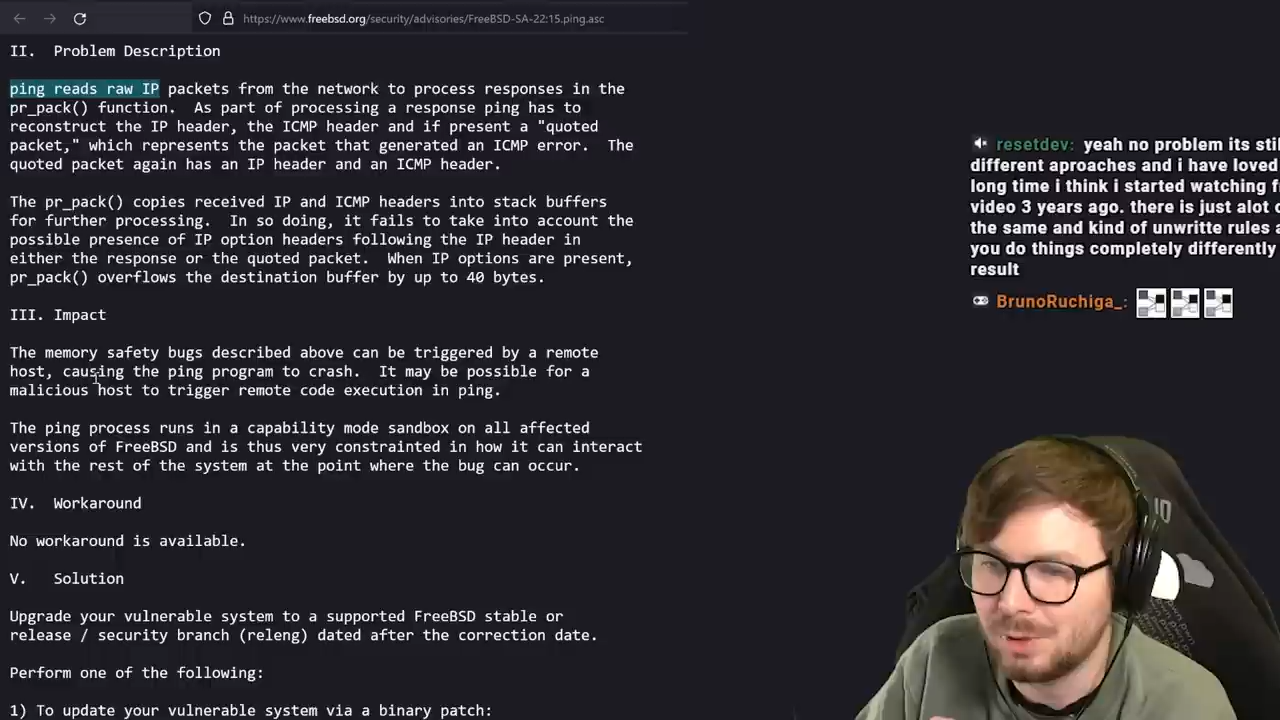 https://www.freebsd.org/security/advisories/FreeBSD-SA-22:15.ping.asc
II.  Problem Description
ping reads raw IP packets from the network to process responses in the
pr_pack() function.  As part of processing a response ping has to
reconstruct the IP header, the ICMP header and if present a "quoted
packet," which represents the packet that generated an ICMP error.  The
quoted packet again has an IP header and an ICMP header.
The pr_pack() copies received IP and ICMP headers into stack buffers
for further processing.  In so doing, it fails to take into account the
possible presence of IP option headers following the IP header in
either the response or the quoted packet.  When IP options are present,
pr_pack() overflows the destination buffer by up to 40 bytes.
III. Impact
The memory safety bugs described above can be triggered by a remote
host, causing the ping program to crash.  It may be possible for a
malicious host to trigger remote code execution in ping.
The ping process runs in a capability mode sandbox on all affected
versions of FreeBSD and is thus very constrainted in how it can interact
with the rest of the system at the point where the bug can occur.
IV.  Workaround
No workaround is available.
V.   Solution
Upgrade your vulnerable system to a supported FreeBSD stable or
release / security branch (releng) dated after the correction date.
Perform one of the following:
1) To update your vulnerable system via a binary patch:
resetdev: yeah no problem its
different aproaches and i have loved
long time i think i started watching
video 3 years ago. there is just alot
the same and kind of unwritte rules
you do things completely differently
result
BrunoRuchiga_: